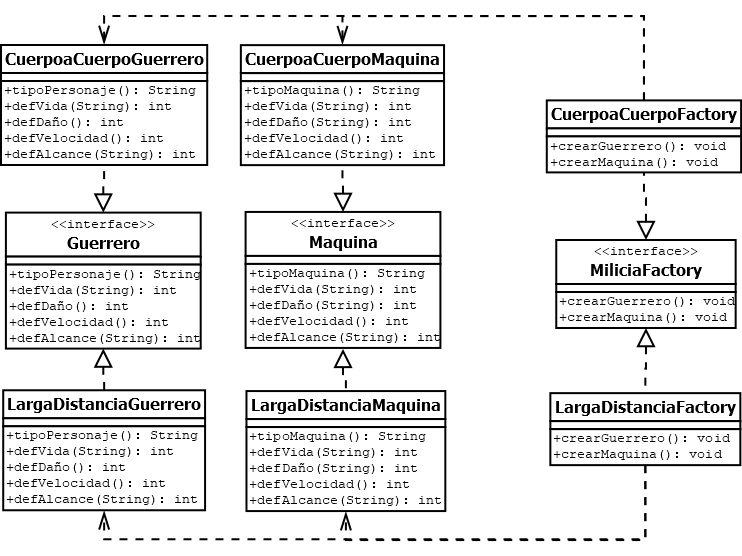 CuerpoaCuerpoGuerrero
+tipoPersonaje(): String
+defVida(String): int
+defDaño(): int
+defVelocidad(): int
+defAlcance(String): int
CuerpoaCuerpoMaquina
+tipoMaquina(): String
+defVida(String): int
+defDaño(String): int
+defVelocidad(): int
+defAlcance(String): int
CuerpoaCuerpoFactory
+crearGuerrero(): void
+crearMaquina(): void
<<interface>>
Guerrero
+tipoPersonaje(): String
+defVida(String): int
+defDaño(): int
+defVelocidad(): int
+defAlcance(String): int
<<interface>>
Maquina
+tipoMaquina(): String
+defVida(String): int
+defDaño(String): int
+defVelocidad(): int
+defAlcance(String): int
<<interface>>
MiliciaFactory
+crearGuerrero(): void
+crearMaquina(): void
LargaDistanciaGuerrero
+tipoPersonaje(): String
+defVida(String): int
+defDaño(): int
+defVelocidad(): int
+defAlcance(String): int
LargaDistanciaMaquina
+tipoMaquina(): String
+defVida(String): int
+defDaño(String): int
+defVelocidad(): int
+defAlcance(String): int
LargaDistanciaFactory
+crearGuerrero(): void
+crearMaquina(): void